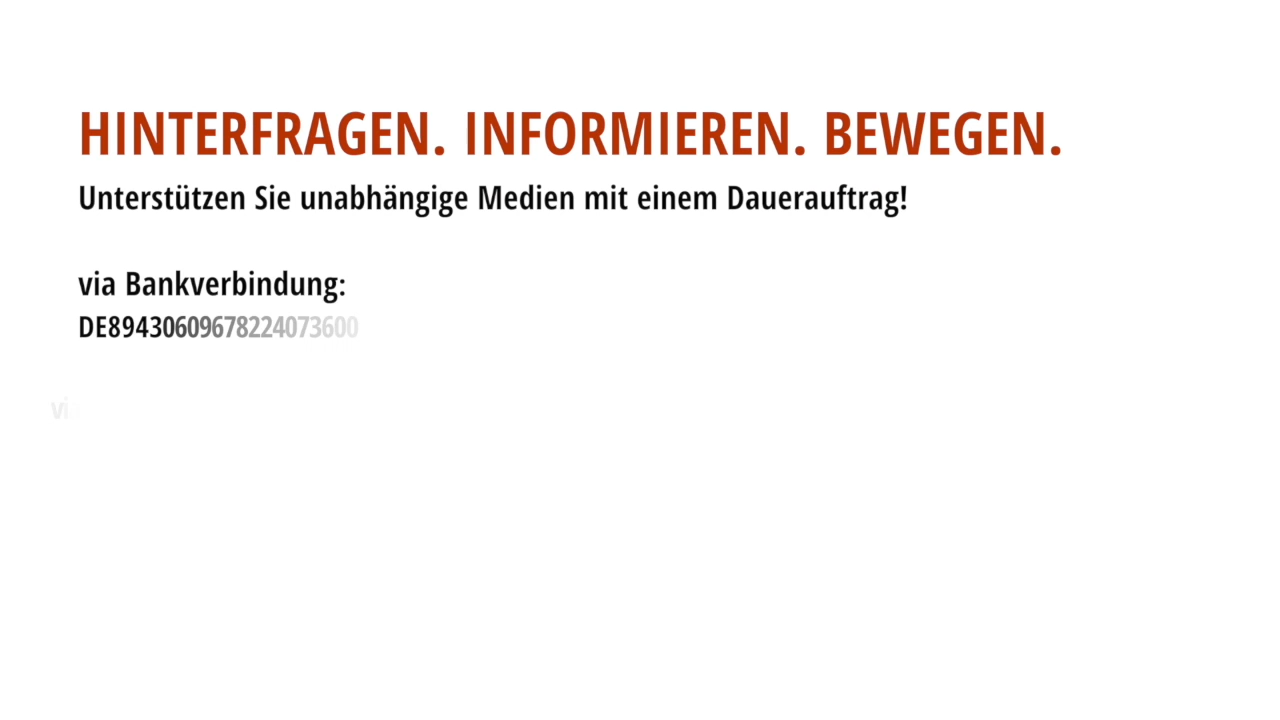 HINTERFRAGEN. INFORMIEREN. BEWEGEN.
Unterstützen Sie unabhängige Medien mit einem Dauerauftrag!
via Bankverbindung:
DE89430609678224073600